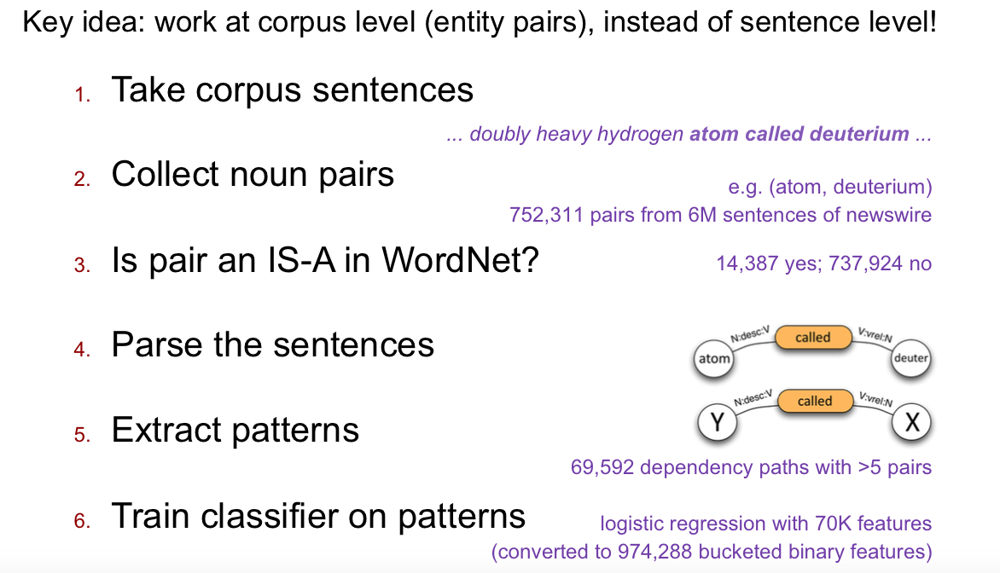 Key idea: work at corpus level (entity pairs), instead of sentence level!
1. Take corpus sentences
... doubly heavy hydrogen atom called deuterium ...
2. Collect noun pairs
e.g. (atom, deuterium)
752,311 pairs from 6M sentences of newswire
3. Is pair an IS-A in WordNet?
14,387 yes; 737,924 no
4. Parse the sentences
N:desc:V called V:vrel:N
atom deuter
N:desc:V called V:vrel:N
Y X
5. Extract patterns
69,592 dependency paths with >5 pairs
6. Train classifier on patterns
logistic regression with 70K features
(converted to 974,288 bucketed binary features)